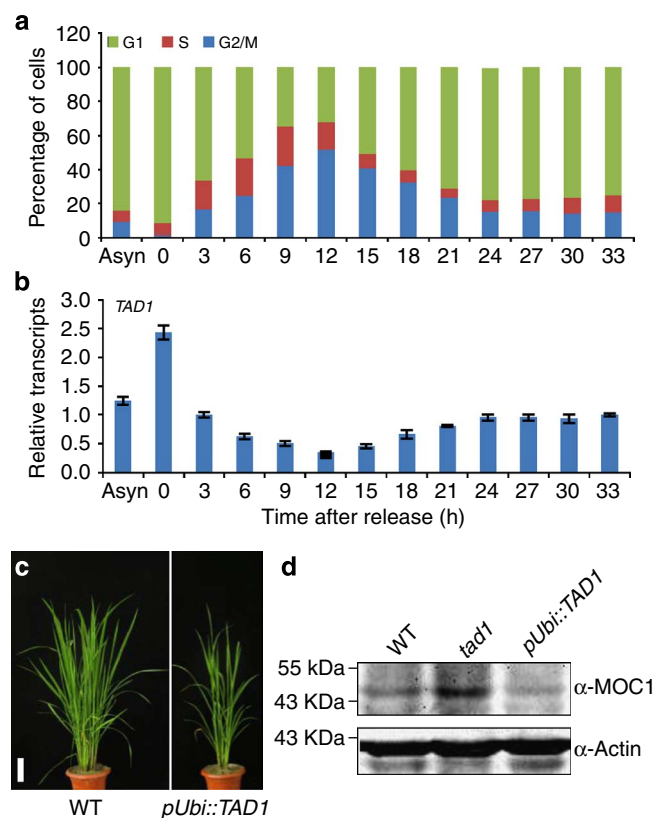 a
G1 S G2/M
Percentage of cells
120
100
80
60
40
20
0
Asyn 0 3 6 9 12 15 18 21 24 27 30 33
b
TAD1
Relative transcripts
3.0
2.5
2.0
1.5
1.0
0.5
0.0
Asyn 0 3 6 9 12 15 18 21 24 27 30 33
Time after release (h)
c
WT pUbi::TAD1
d
WT tad1 pUbi::TAD1
55 kDa
43 KDa
α-MOC1
43 KDa
α-Actin